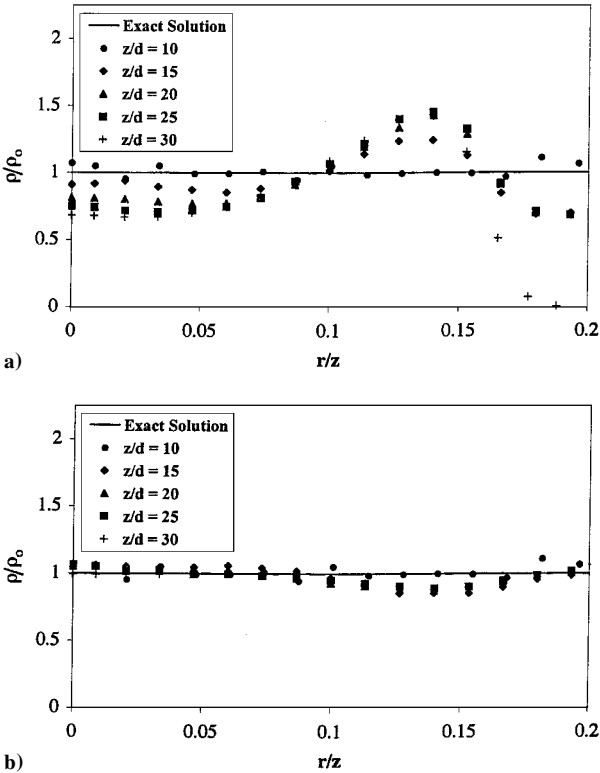 2
1.5
1
0.5
0
ρ/ρo
Exact Solution
z/d = 10
z/d = 15
z/d = 20
z/d = 25
z/d = 30
0 0.05 0.1 0.15 0.2
r/z
a)
2
1.5
1
0.5
0
ρ/ρo
Exact Solution
z/d = 10
z/d = 15
z/d = 20
z/d = 25
z/d = 30
0 0.05 0.1 0.15 0.2
r/z
b)